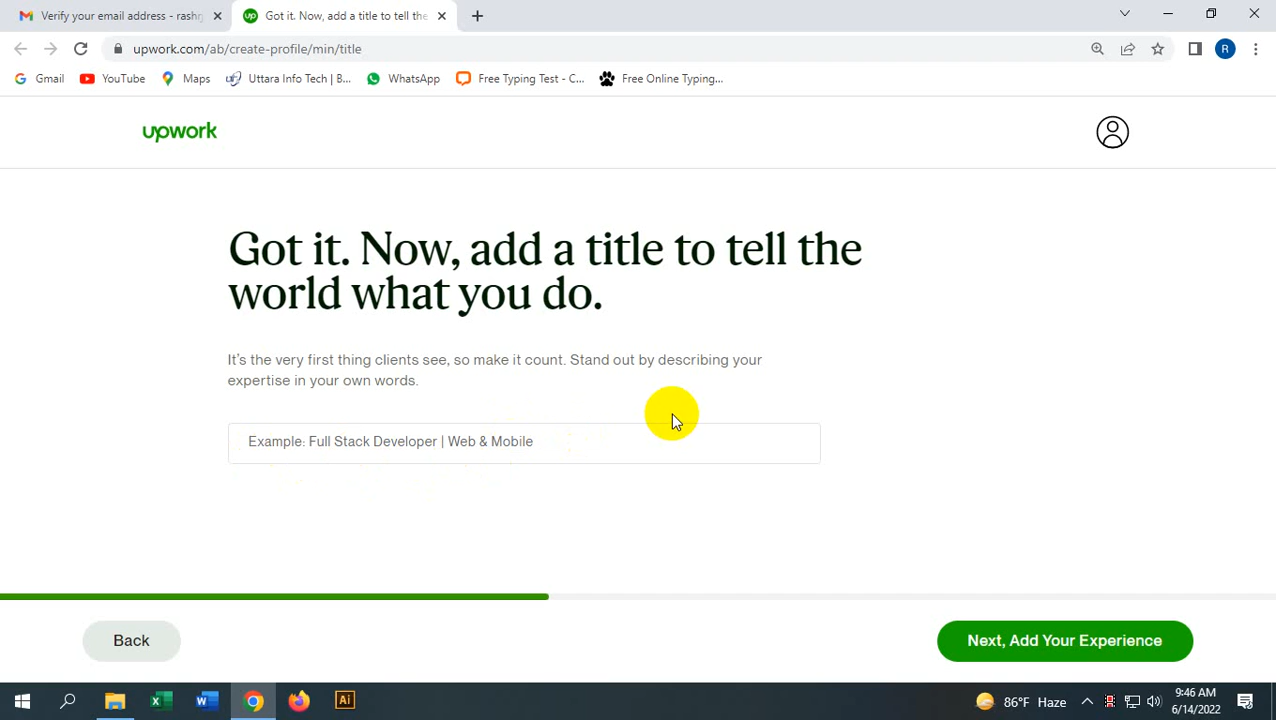 Verify your email address - rashr
Got it. Now, add a title to tell the
upwork.com/ab/create-profile/min/title
R
Gmail
YouTube
Maps
Uttara Info Tech | B...
WhatsApp
Free Typing Test - C...
Free Online Typing...
upwork
Got it. Now, add a title to tell the
world what you do.
It's the very first thing clients see, so make it count. Stand out by describing your
expertise in your own words.
Example: Full Stack Developer | Web & Mobile
Back
Next, Add Your Experience
86°F Haze
9:46 AM
6/14/2022